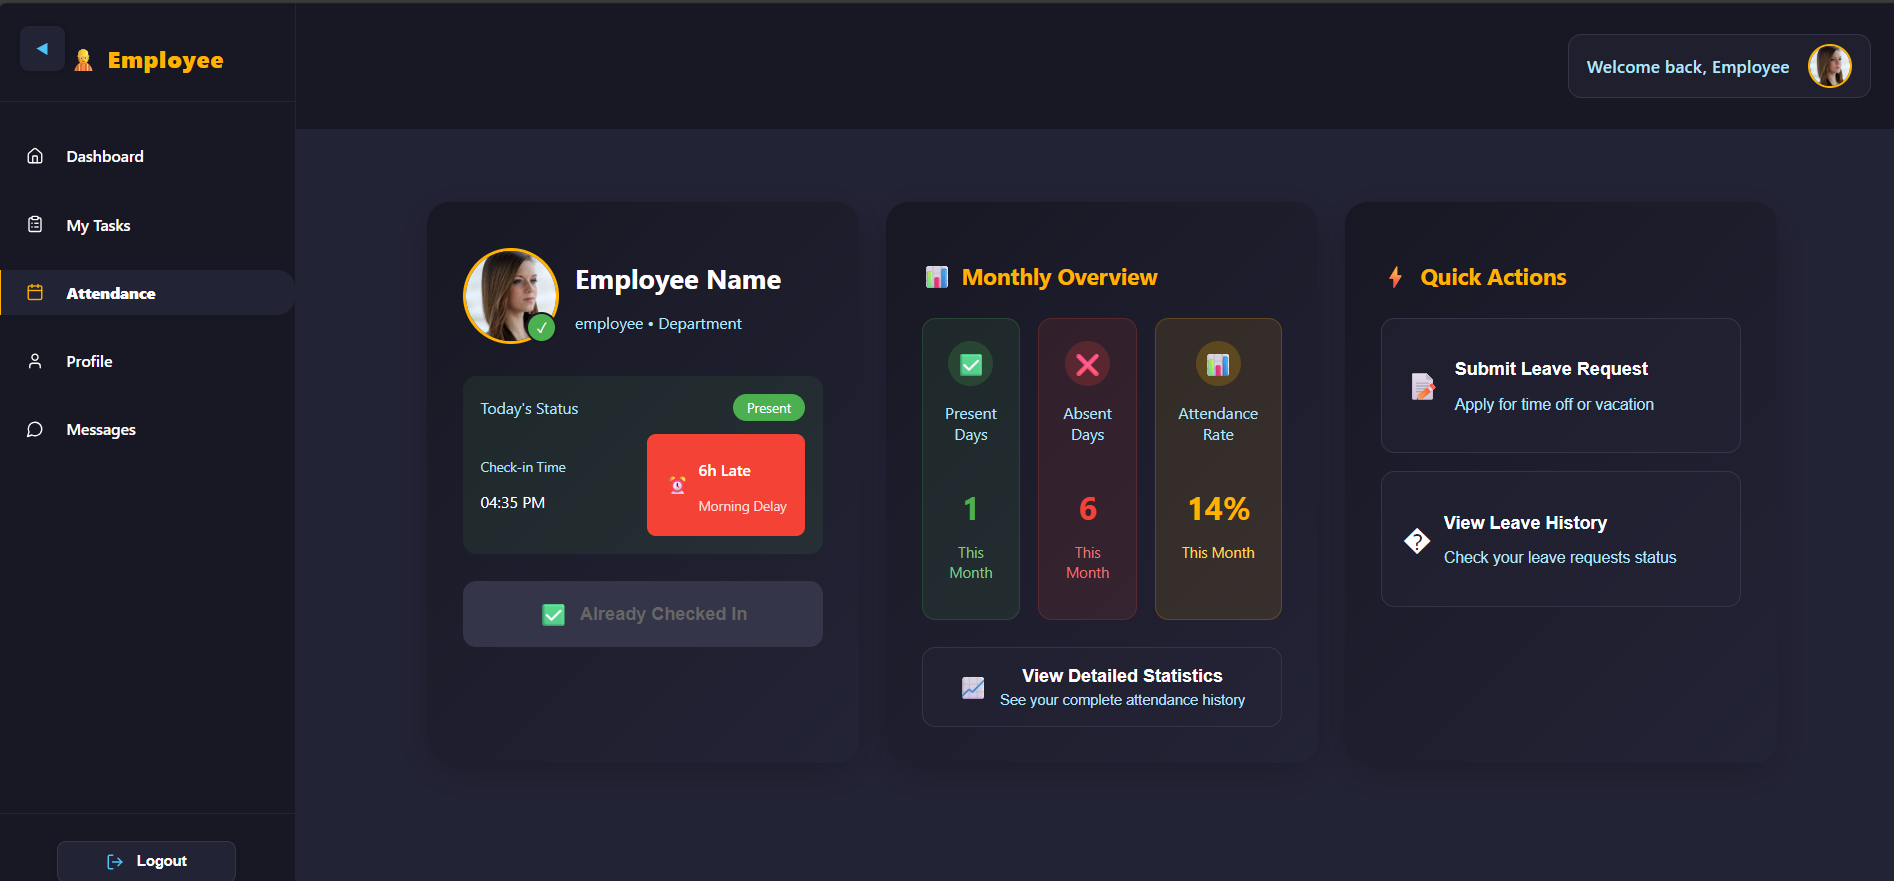 Employee
Welcome back, Employee
Dashboard
My Tasks
Attendance
Profile
Messages
Logout
Employee Name
employee • Department
Today's Status
Present
Check-in Time
04:35 PM
6h Late
Morning Delay
Already Checked In
Monthly Overview
Present
Days
1
This
Month
Absent
Days
6
This
Month
Attendance
Rate
14%
This Month
View Detailed Statistics
See your complete attendance history
Quick Actions
Submit Leave Request
Apply for time off or vacation
�
View Leave History
Check your leave requests status